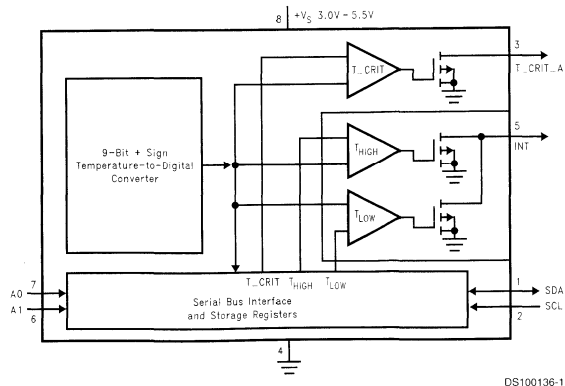 8 +VS 3.0V – 5.5V
3
T_CRIT_A
T_CRIT
9-Bit + Sign
Temperature-to-Digital
Converter
THIGH
5
INT
TLOW
T_CRIT THIGH TLOW
Serial Bus Interface
and Storage Registers
7
A0
A1
6
1
SDA
SCL
2
4
DS100136-1